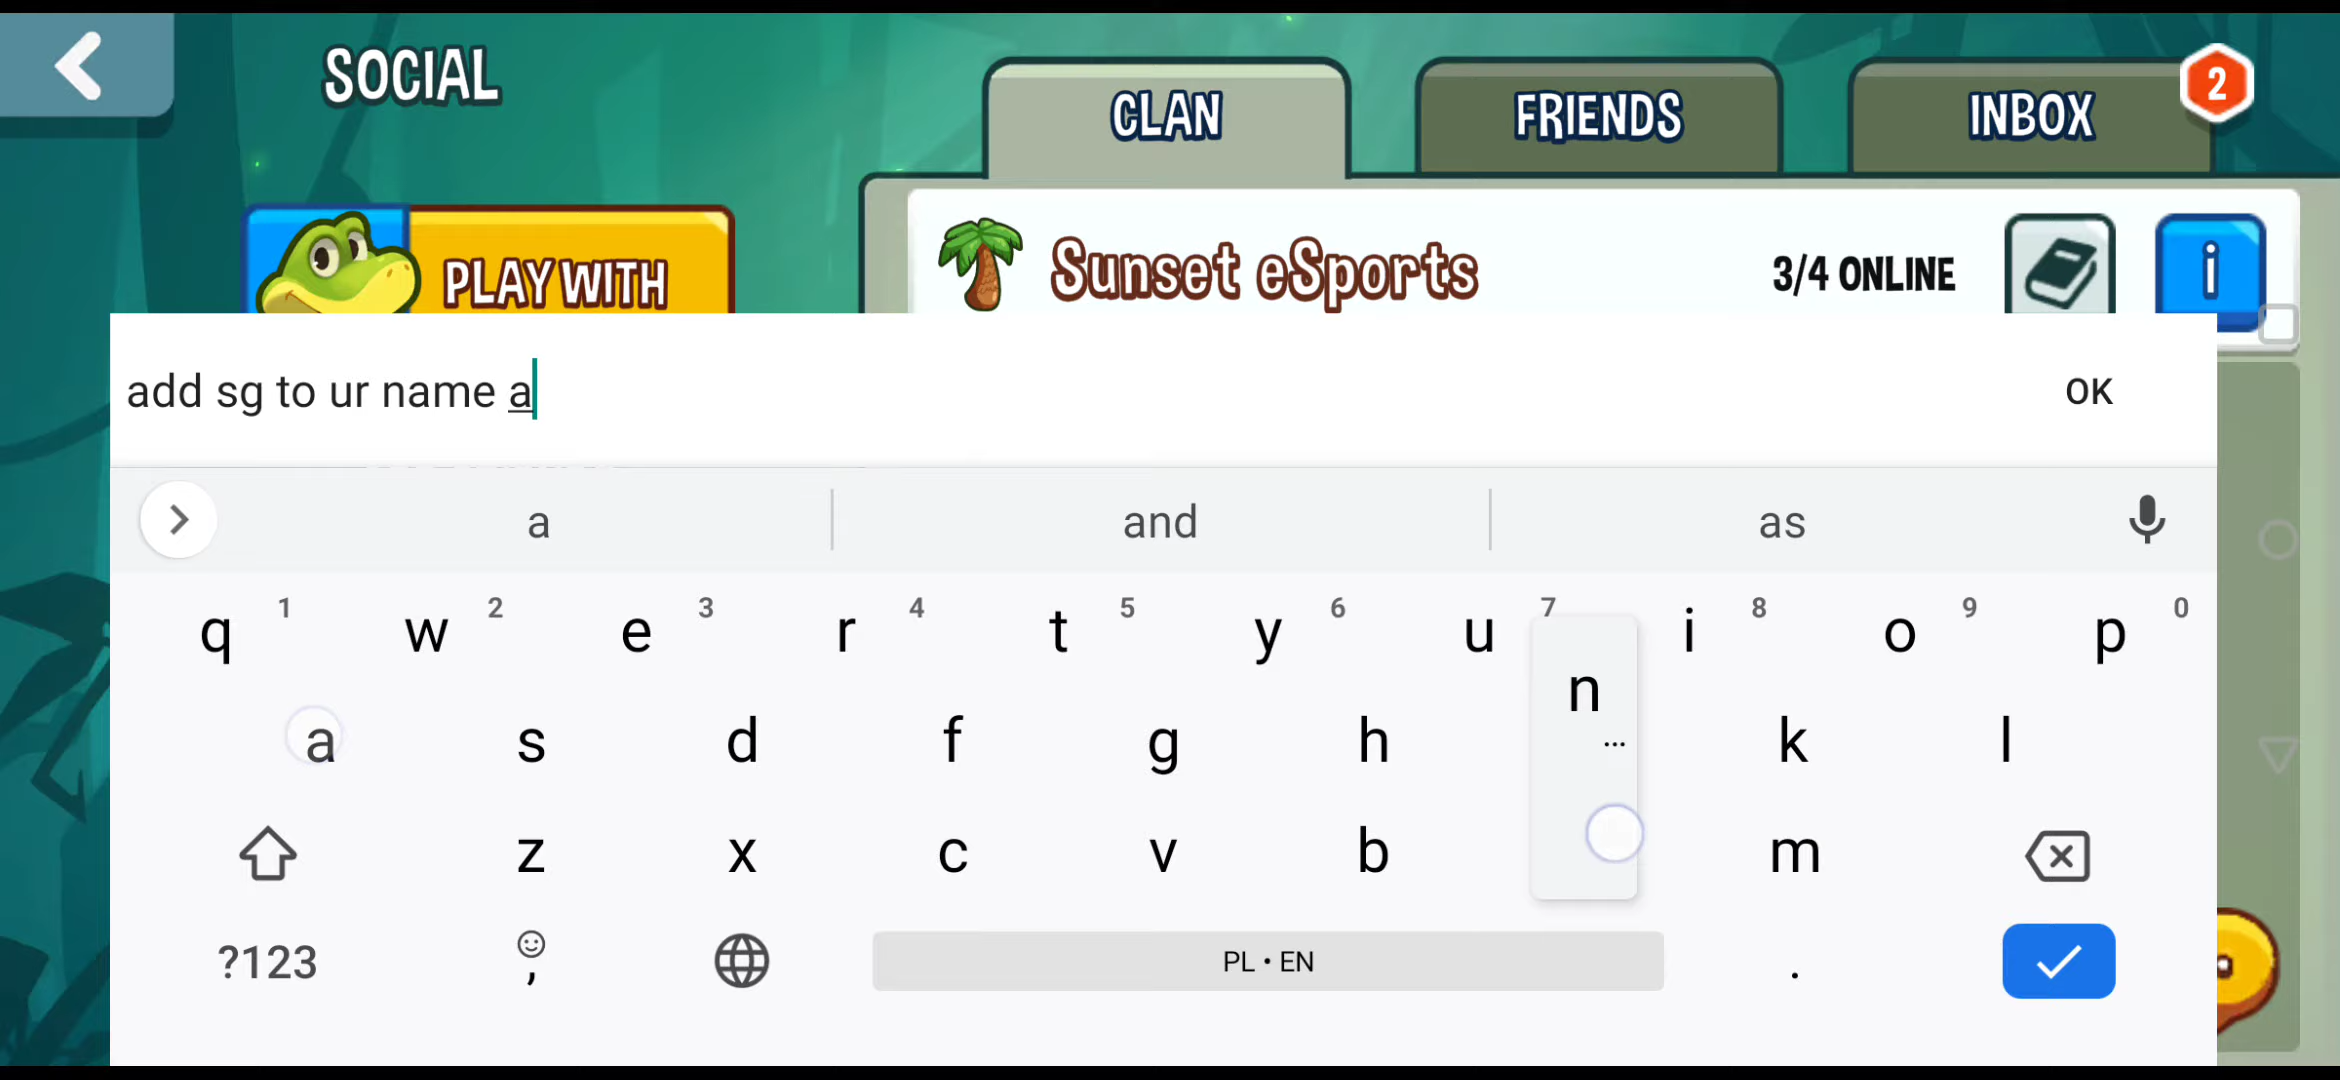 SOCIAL
CLAN
FRIENDS
INBOX
2
PLAY WITH
Sunset eSports
3/4 ONLINE
i
add sg to ur name a
OK
a and as
q 1 w 2 e 3 r 4 t 5 y 6 u 7 i 8 o 9 p 0
n
...
a s d f g h k l
z x c v b m
?123 , PL • EN .